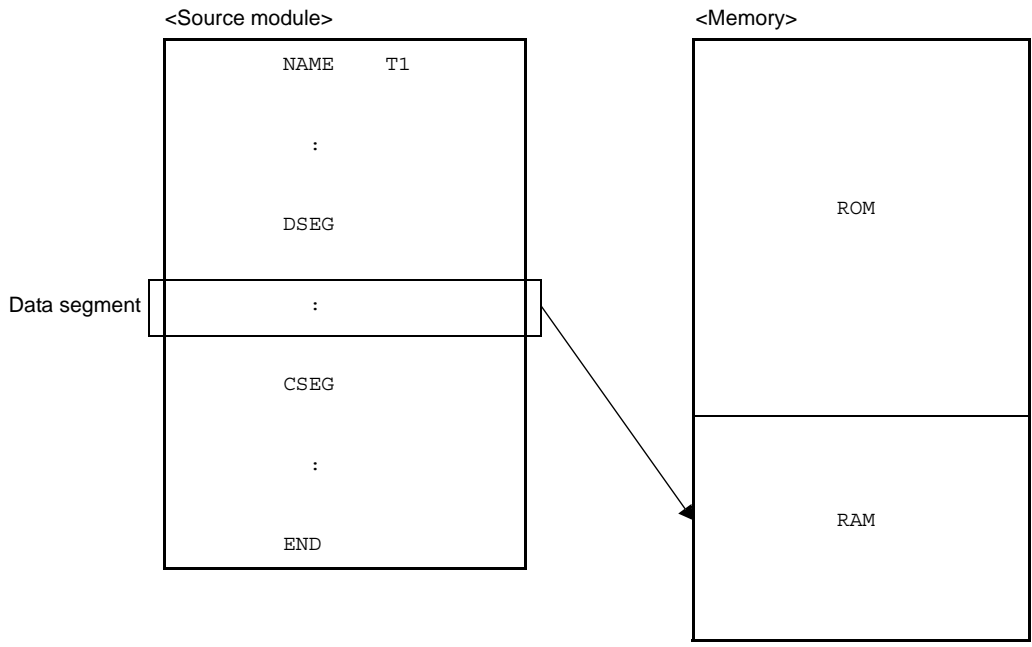 <Source module>
NAME T1
:
DSEG
Data segment
:
CSEG
:
END
<Memory>
ROM
RAM